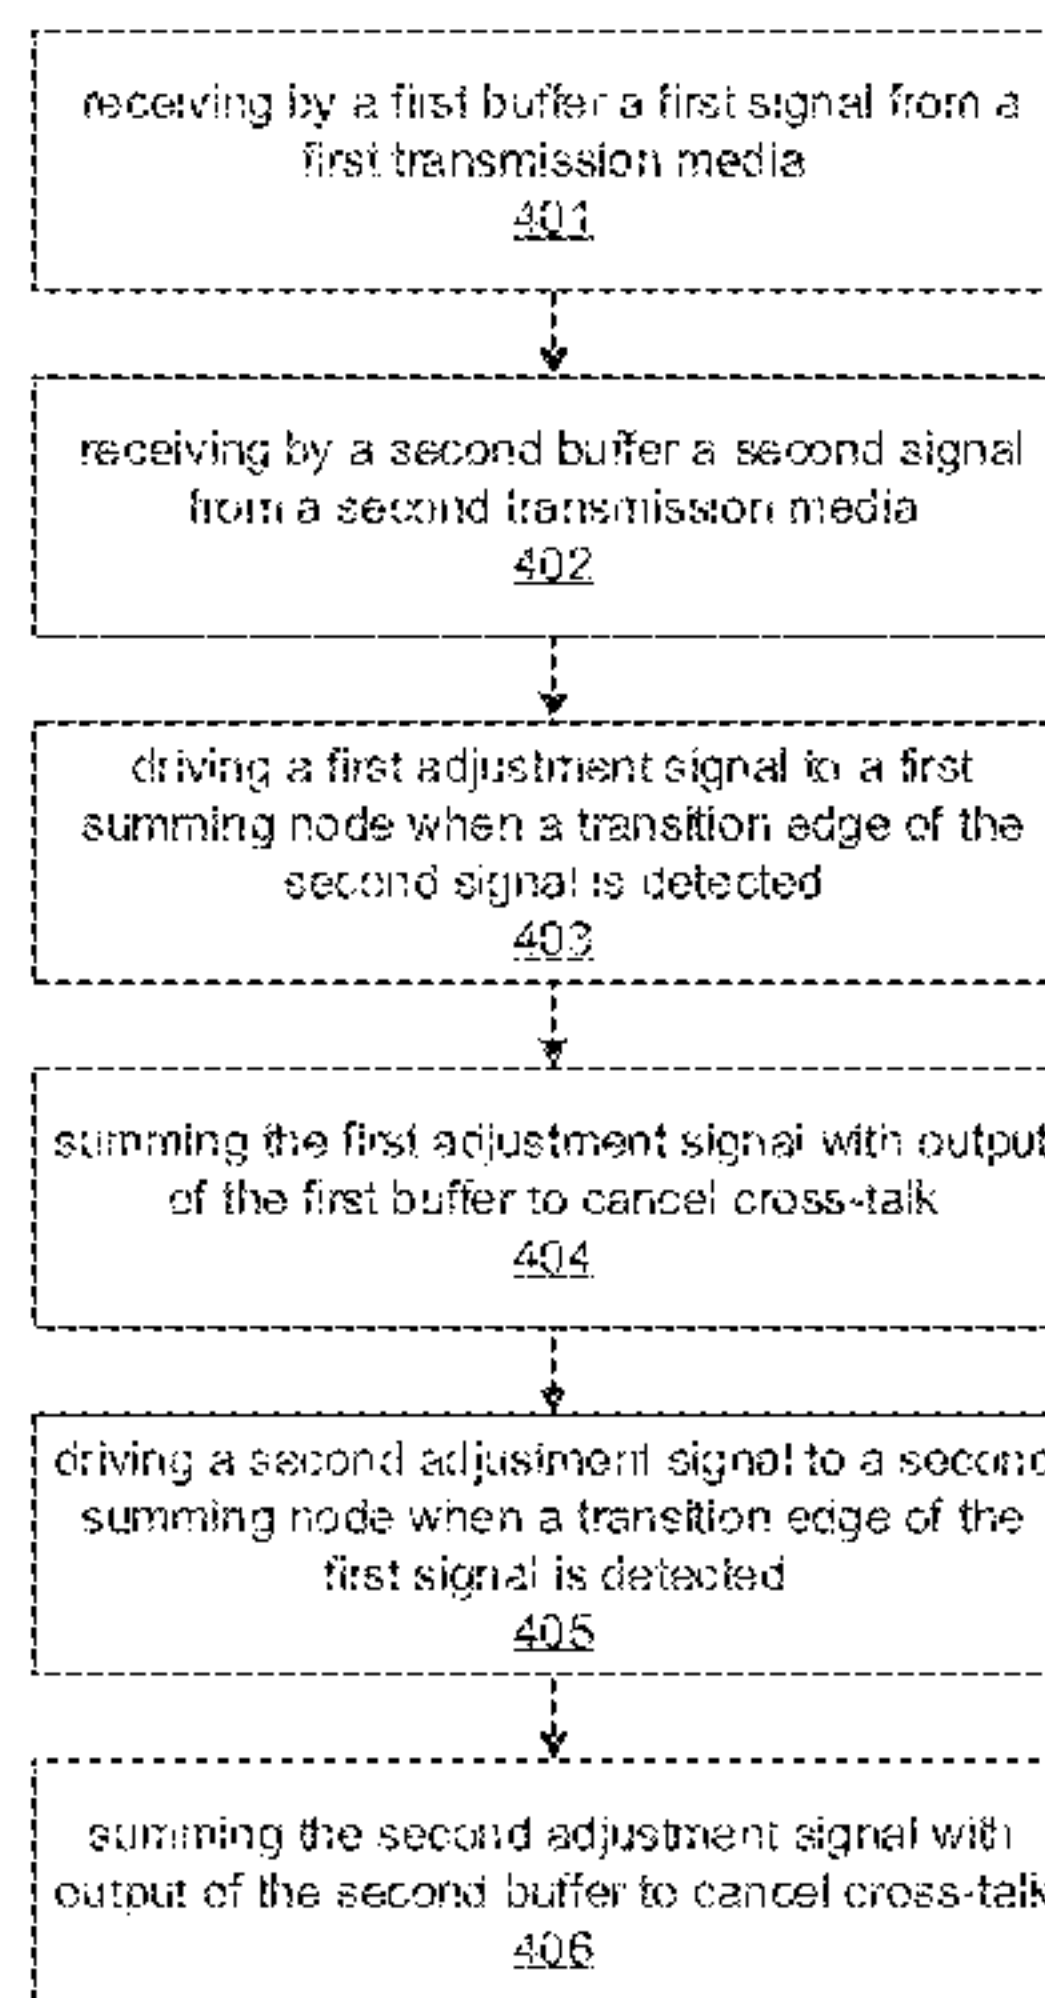 receiving by a first buffer a first signal from a
first transmission media
401
receiving by a second buffer a second signal
from a second transmission media
402
driving a first adjustment signal to a first
summing node when a transition edge of the
second signal is detected
403
summing the first adjustment signal with output
of the first buffer to cancel cross-talk
404
driving a second adjustment signal to a second
summing node when a transition edge of the
first signal is detected
405
summing the second adjustment signal with
output of the second buffer to cancel cross-talk
406